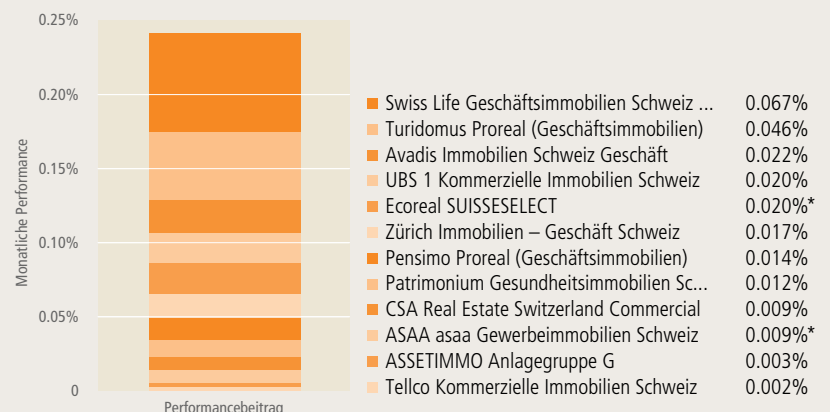 0.25%
0.20%
0.15%
0.10%
0.05%
0
Monatliche Performance
Performancebeitrag
Swiss Life Geschäftsimmobilien Schweiz ... 0.067%
Turidomus Proreal (Geschäftsimmobilien) 0.046%
Avadis Immobilien Schweiz Geschäft 0.022%
UBS 1 Kommerzielle Immobilien Schweiz 0.020%
Ecoreal SUISSESELECT 0.020%*
Zürich Immobilien – Geschäft Schweiz 0.017%
Pensimo Proreal (Geschäftsimmobilien) 0.014%
Patrimonium Gesundheitsimmobilien Sc... 0.012%
CSA Real Estate Switzerland Commercial 0.009%
ASAA asaa Gewerbeimmobilien Schweiz 0.009%*
ASSETIMMO Anlagegruppe G 0.003%
Tellco Kommerzielle Immobilien Schweiz 0.002%